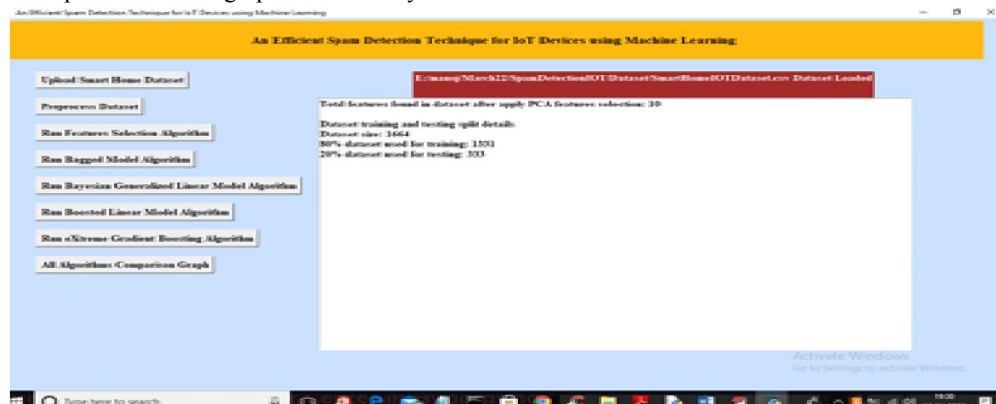 An Efficient Spam Detection Technique for IoT Devices using Machine Learning
An Efficient Spam Detection Technique for IoT Devices using Machine Learning
Upload Smart Home Dataset
E:/manoj/March22/SpamDetectionIOT/Dataset/SmartHomeIOTDataset.csv Dataset Loaded
Preprocess Dataset
Run Features Selection Algorithm
Run Bagged Model Algorithm
Run Bayesian Generalized Linear Model Algorithm
Run Boosted Linear Model Algorithm
Run eXtreme Gradient Boosting Algorithm
All Algorithms Comparison Graph
Total features found in dataset after apply PCA features selection: 10
Dataset training and testing split details
Dataset size: 1664
80% dataset used for training: 1331
20% dataset used for testing: 333
Activate Windows
Go to Settings to activate Windows.
Type here to search